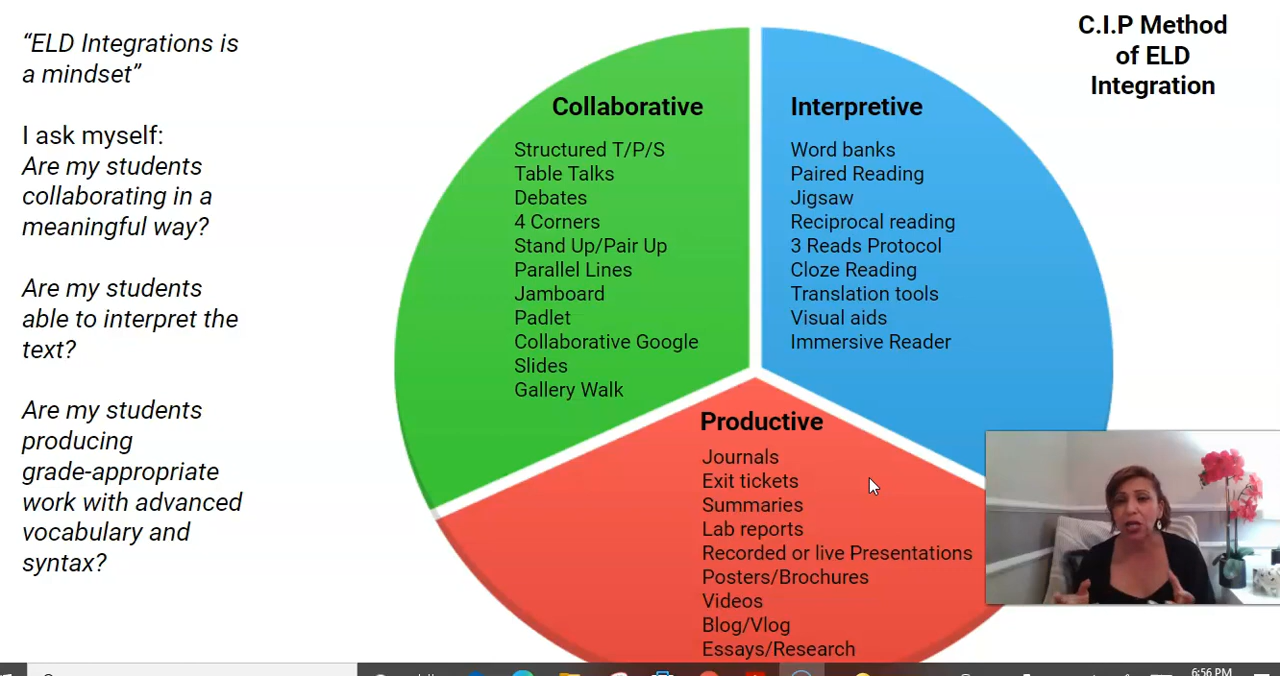 “ELD Integrations is
a mindset”
I ask myself:
Are my students
collaborating in a
meaningful way?
Are my students
able to interpret the
text?
Are my students
producing
grade-appropriate
work with advanced
vocabulary and
syntax?
C.I.P Method
of ELD
Integration
Collaborative
Structured T/P/S
Table Talks
Debates
4 Corners
Stand Up/Pair Up
Parallel Lines
Jamboard
Padlet
Collaborative Google
Slides
Gallery Walk
Interpretive
Word banks
Paired Reading
Jigsaw
Reciprocal reading
3 Reads Protocol
Cloze Reading
Translation tools
Visual aids
Immersive Reader
Productive
Journals
Exit tickets
Summaries
Lab reports
Recorded or live Presentations
Posters/Brochures
Videos
Blog/Vlog
Essays/Research
6:56 PM